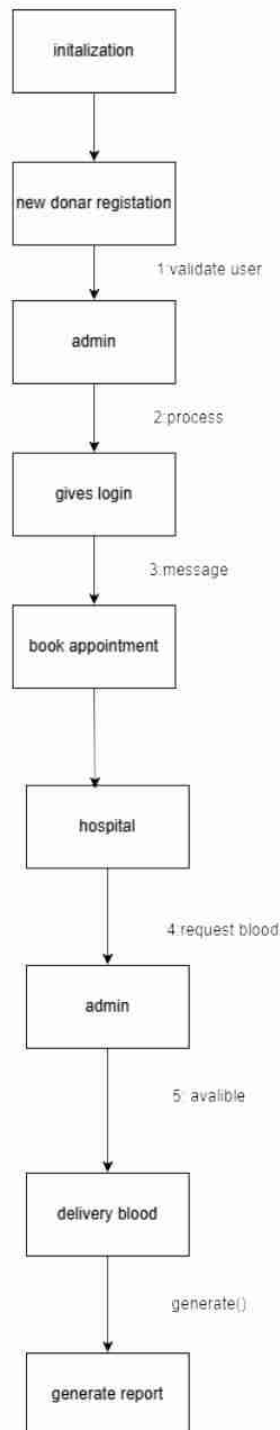 initalization
new donar registation
1:validate user
admin
2:process
gives login
3:message
book appointment
hospital
4:request blood
admin
5: avalible
delivery blood
generate()
generate report